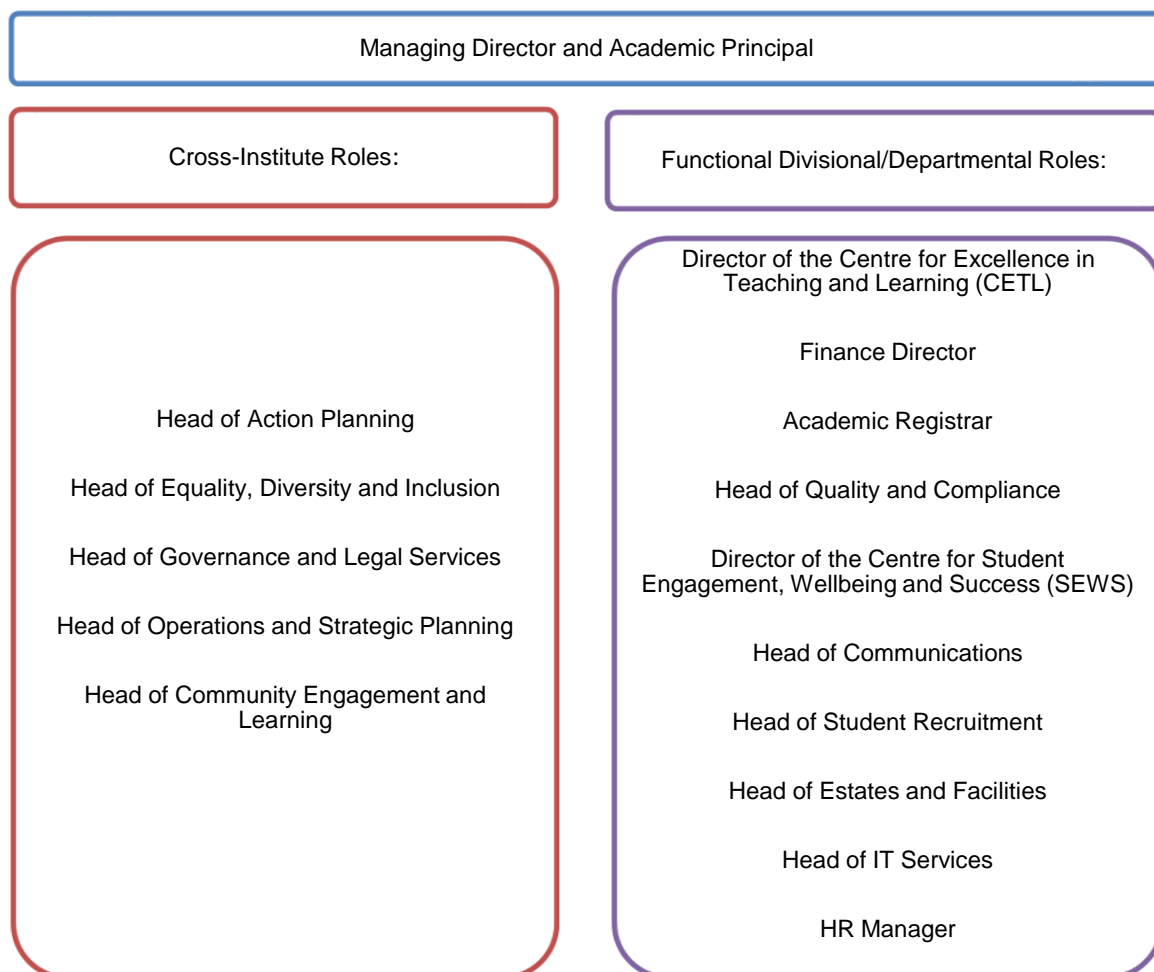 Managing Director and Academic Principal
Cross-Institute Roles:
Functional Divisional/Departmental Roles:
Head of Action Planning
Head of Equality, Diversity and Inclusion
Head of Governance and Legal Services
Head of Operations and Strategic Planning
Head of Community Engagement and
Learning
Director of the Centre for Excellence in
Teaching and Learning (CETL)
Finance Director
Academic Registrar
Head of Quality and Compliance
Director of the Centre for Student
Engagement, Wellbeing and Success (SEWS)
Head of Communications
Head of Student Recruitment
Head of Estates and Facilities
Head of IT Services
HR Manager